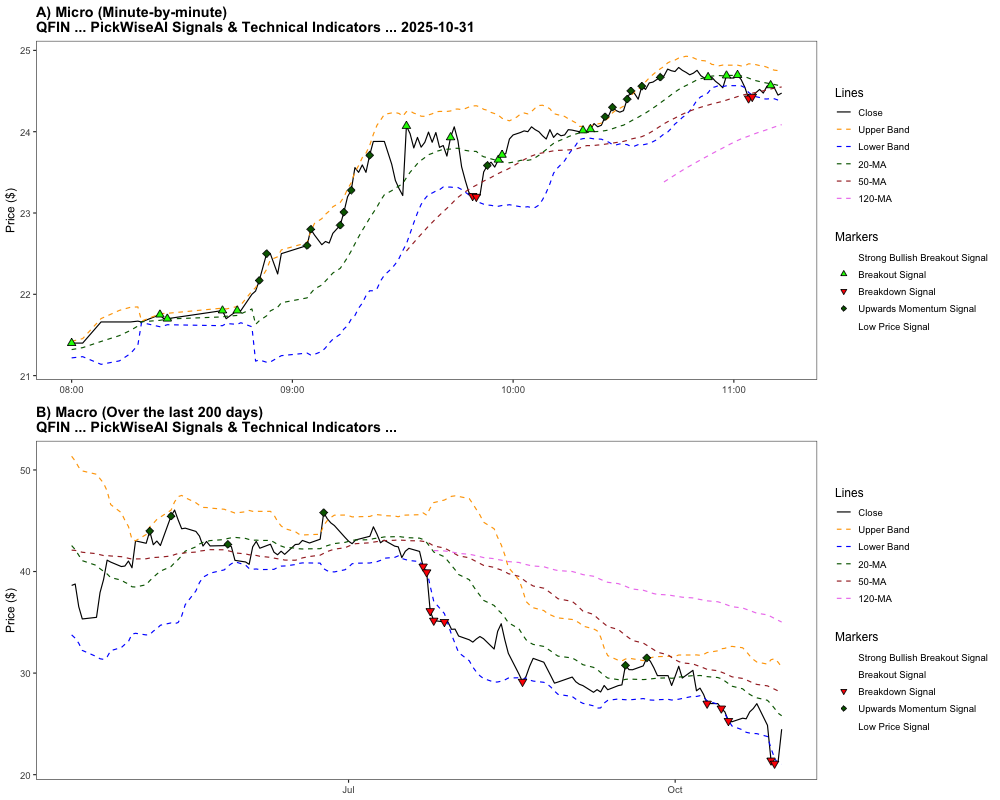 A) Micro (Minute-by-minute)
QFIN ... PickWiseAI Signals & Technical Indicators ... 2025-10-31
Price ($)
25
24
23
22
21
08:00
09:00
10:00
11:00
Lines
Close
Upper Band
Lower Band
20-MA
50-MA
120-MA
Markers
Strong Bullish Breakout Signal
Breakout Signal
Breakdown Signal
Upwards Momentum Signal
Low Price Signal
B) Macro (Over the last 200 days)
QFIN ... PickWiseAI Signals & Technical Indicators ...
Price ($)
50
40
30
20
Jul
Oct
Lines
Close
Upper Band
Lower Band
20-MA
50-MA
120-MA
Markers
Strong Bullish Breakout Signal
Breakout Signal
Breakdown Signal
Upwards Momentum Signal
Low Price Signal